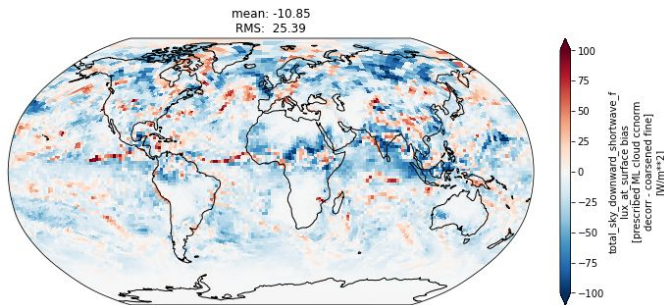 mean: -10.85
RMS: 25.39
100
75
50
25
0
−25
−50
−75
−100
total_sky_downward_shortwave_f
lux_at_surface bias
[prescribed ML cloud ccnorm
decorr - coarsened fine]
[W/m**2]